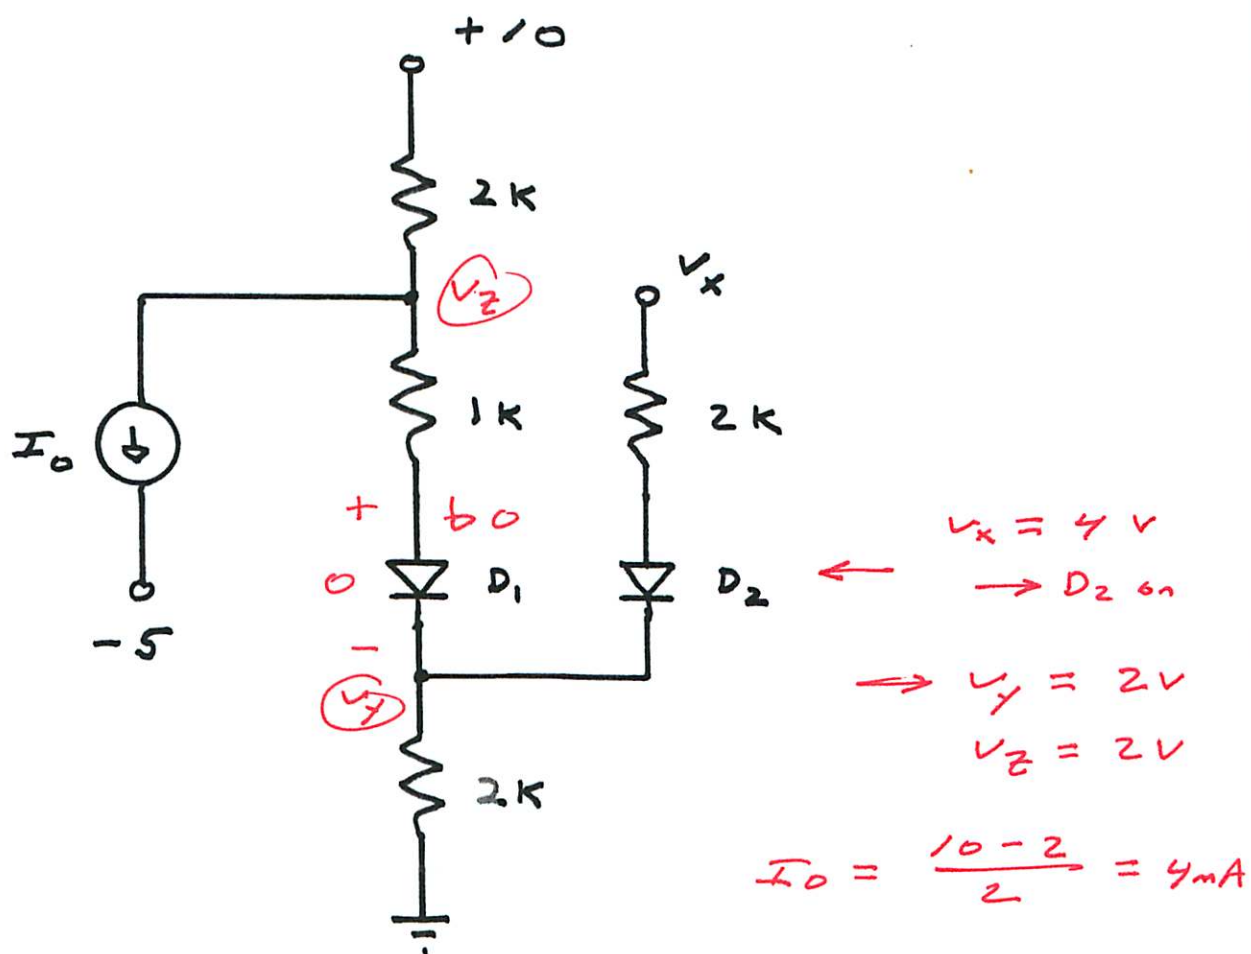 +10
2K
Vz
Vx
1K
2K
Io
+ bo
0 D1 D2 ←
-
-5
Vy
2K
Vx = 4 V
→ D2 on
→ Vy = 2V
Vz = 2V
Io = 10 - 2 / 2 = 4mA